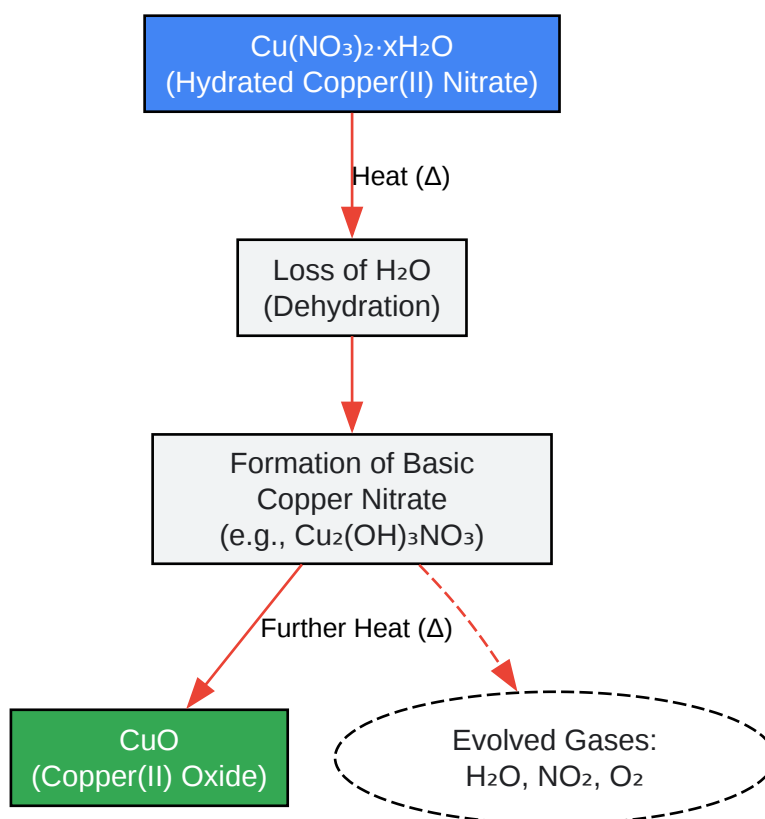 Cu(NO₃)₂·xH₂O
(Hydrated Copper(II) Nitrate)
Heat (Δ)
Loss of H₂O
(Dehydration)
Formation of Basic
Copper Nitrate
(e.g., Cu₂(OH)₃NO₃)
Further Heat (Δ)
CuO
(Copper(II) Oxide)
Evolved Gases:
H₂O, NO₂, O₂